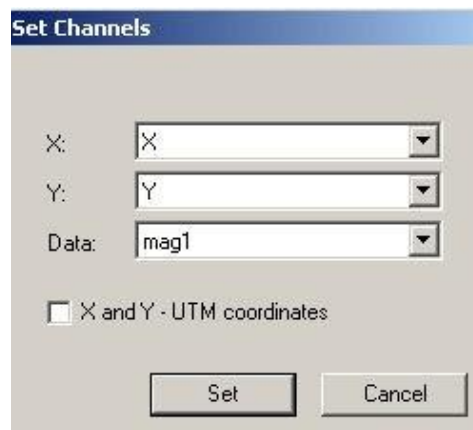 Set Channels
X: X
Y: Y
Data: mag1
X and Y - UTM coordinates
Set Cancel